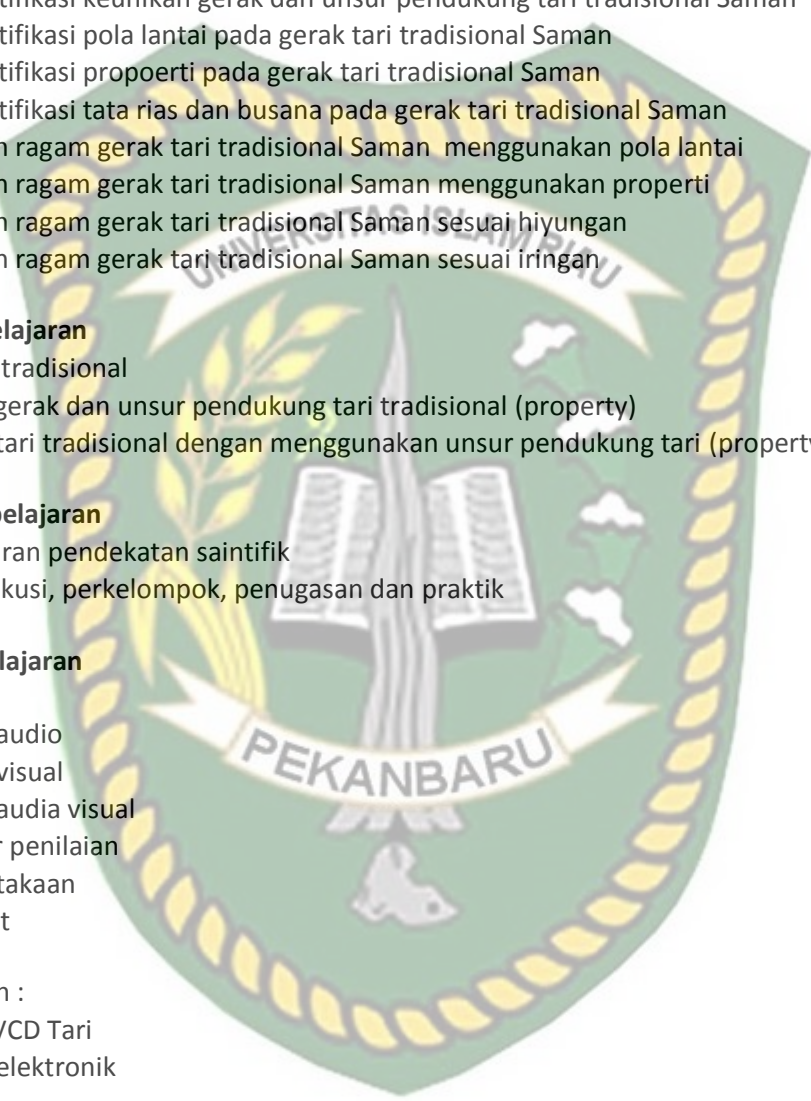 tifikasi keunikan gerak dan unsur pendukung tari tradisional Saman
tifikasi pola lantai pada gerak tari tradisional Saman
tifikasi propoerti pada gerak tari tradisional Saman
tifikasi tata rias dan busana pada gerak tari tradisional Saman
n ragam gerak tari tradisional Saman menggunakan pola lantai
n ragam gerak tari tradisional Saman menggunakan properti
n ragam gerak tari tradisional Saman sesuai hiyungan
n ragam gerak tari tradisional Saman sesuai iringan
UNIVERSITAS ISLAM RIAU
elajaran
tradisional
gerak dan unsur pendukung tari tradisional (property)
tari tradisional dengan menggunakan unsur pendukung tari (property
belajaran
ran pendekatan saintifik
kusi, perkelompok, penugasan dan praktik
lajaran
audio
visual
audia visual
r penilaian
takaan
t
PEKANBARU
n :
VCD Tari
elektronik